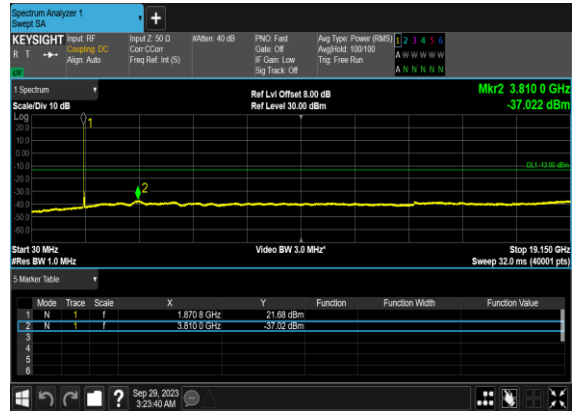 Spectrum Analyzer 1
Swept SA
KEYSIGHT Input: RF Input Z: 50 Ω #Atten: 40 dB PNO: Fast Avg Type: Power (RMS) 1 2 3 4 5 6
R T Coupling: DC Corr CCorr Gate: Off Avg|Hold: 100/100 A W W W W W
Align: Auto Freq Ref: Int (S) IF Gain: Low Trig: Free Run A N N N N N
Sig Track: Off
1 Spectrum Ref Lvl Offset 8.00 dB Mkr2 3.810 0 GHz
Scale/Div 10 dB Ref Level 30.00 dBm -37.022 dBm
Log
20.0 1
10.0
0.00
-10.0 DL1 -13.00 dBm
-20.0
-30.0 2
-40.0
-50.0
-60.0
Start 30 MHz Video BW 3.0 MHz* Stop 19.150 GHz
#Res BW 1.0 MHz Sweep 32.0 ms (40001 pts)
5 Marker Table
Mode Trace Scale X Y Function Function Width Function Value
1 N 1 f 1.870 8 GHz 21.68 dBm
2 N 1 f 3.810 0 GHz -37.02 dBm
3
4
5
6
? Sep 29, 2023
3:23:40 AM